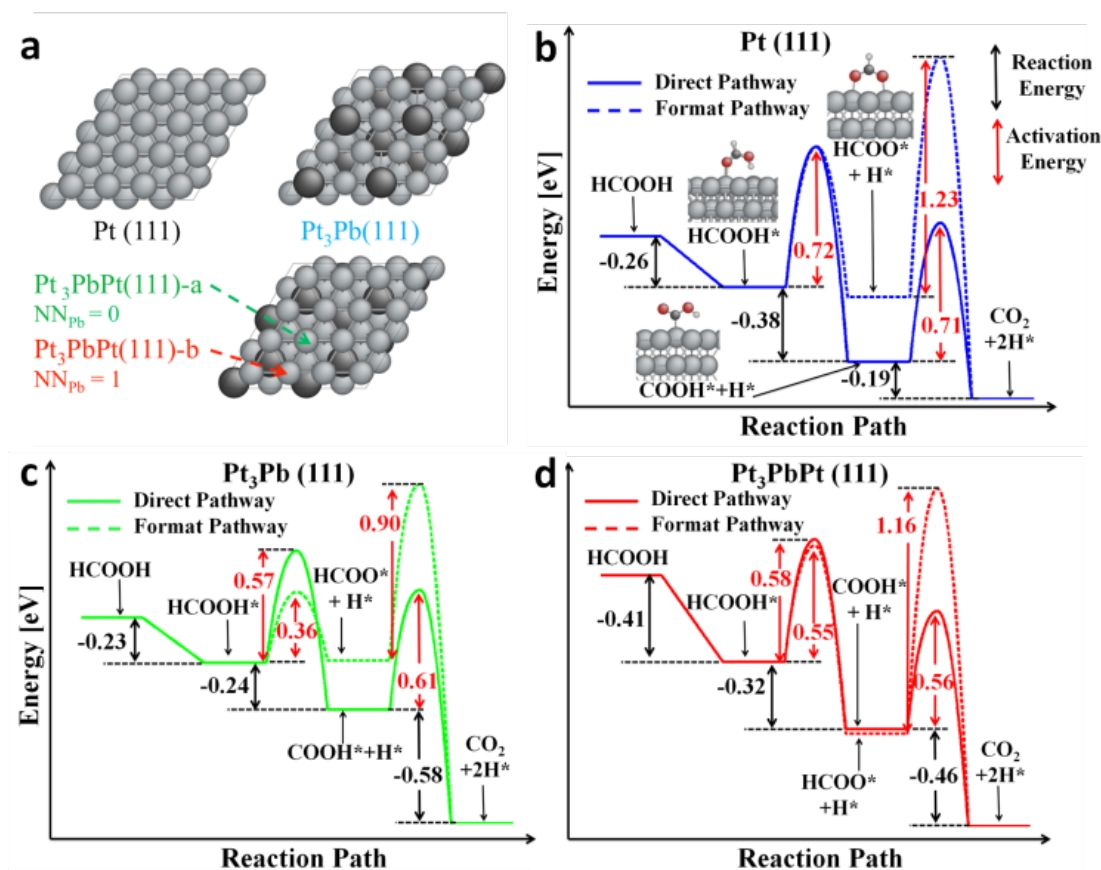 a
Pt (111)
Pt₃Pb(111)
Pt₃PbPt(111)-a
NN_Pb = 0
Pt₃PbPt(111)-b
NN_Pb = 1
b
Pt (111)
Direct Pathway
Format Pathway
Reaction
Energy
Activation
Energy
HCOO*
+ H*
HCOOH
HCOOH*
1.23
0.72
-0.26
-0.38
0.71
CO₂
+2H*
COOH*+H*
-0.19
Energy [eV]
Reaction Path
c
Pt₃Pb (111)
Direct Pathway
Format Pathway
0.90
HCOOH
HCOOH*
0.57
HCOO*
+ H*
0.36
-0.23
-0.24
0.61
COOH*+H*
-0.58
CO₂
+2H*
Energy [eV]
Reaction Path
d
Pt₃PbPt (111)
Direct Pathway
Format Pathway
1.16
HCOOH
HCOOH*
0.58
COOH*
+ H*
0.55
-0.41
-0.32
0.56
HCOO*
+H*
-0.46
CO₂
+2H*
Reaction Path